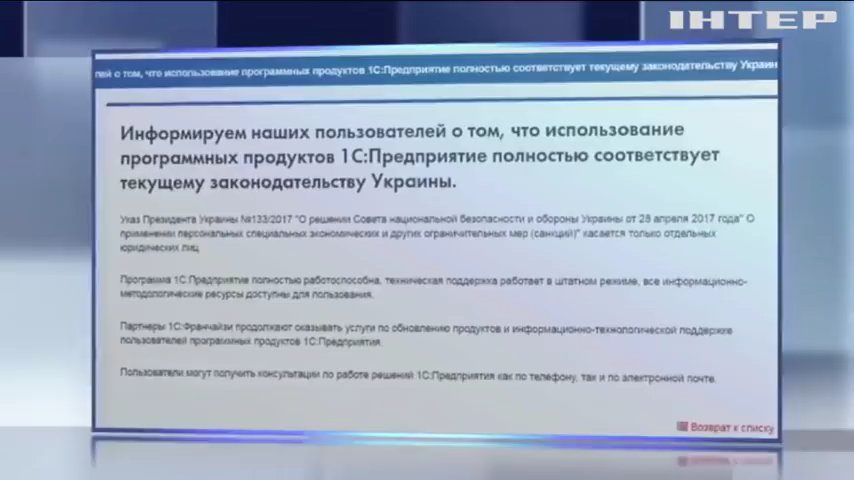 ІНТЕР
лей о том, что использование программных продуктов 1С:Предприятие полностью соответствует текущему законодательству Украин
Информируем наших пользователей о том, что использование
программных продуктов 1С:Предприятие полностью соответствует
текущему законодательству Украины.
Указ Президента Украины №133/2017 "О решении Совета национальной безопасности и обороны Украины от 28 апреля 2017 года" О
применении персональных специальных экономических и других ограничительных мер (санкций)" касается только отдельных
юридических лиц
Программа 1С:Предприятие полностью работоспособна, техническая поддержка работает в штатном режиме, все информационно-
методологические ресурсы доступны для пользования.
Партнеры 1С:Франчайзи продолжают оказывать услуги по обновлению продуктов и информационно-технологической поддержке
пользователей программных продуктов 1С:Предприятия.
Пользователи могут получить консультации по работе решений 1С:Предприятия как по телефону, так и по электронной почте.
Возврат к списку